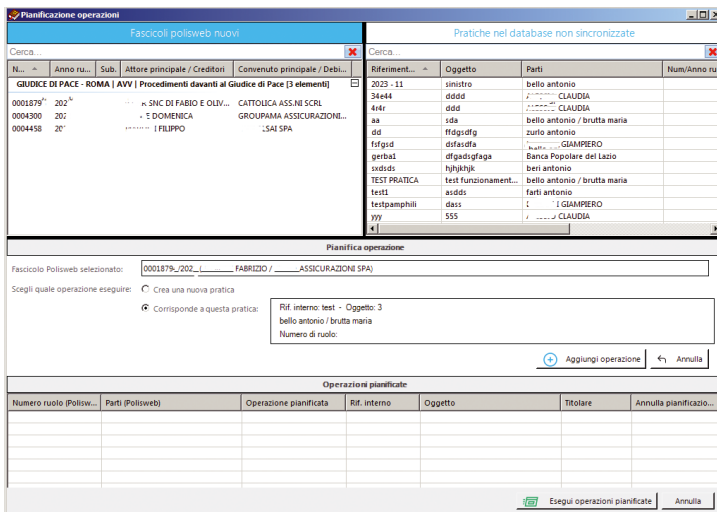 Pianificazione operazioni
Fascicoli polisweb nuovi
Pratiche nel database non sincronizzate
Cerca...
Cerca...
N... Anno ru... Sub. Attore principale / Creditori Convenuto principale / Debi...
GIUDICE DI PACE - ROMA | AVV | Procedimenti davanti al Giudice di Pace [3 elementi]
0001879 202 SNC DI FABIO E OLIV... CATTOLICA ASS.NI SCRL
0004300 202 E DOMENICA GROUPAMA ASSICURAZIONI...
0004458 20 I FILIPPO SAI SPA
Riferiment... Oggetto Parti Num/Anno ru
2023 - 11 sinistro bello antonio
34e44 dddd CLAUDIA
4r4r ddd CLAUDIA
aa sda bello antonio / brutta maria
dd ffdgsdfg zurlo antonio
fsfgsd dsfasdfa GIAMPIERO
gerba1 dfgadsgfaga Banca Popolare del Lazio
sxdsds hjhjkhjk beri antonio
TEST PRATICA test funzionament... bello antonio / brutta maria
test1 asdds farti antonio
testpamphili dass I GIAMPIERO
yyy 555 CLAUDIA
Pianifica operazione
Fascicolo Polisweb selezionato: 0001879 /202 ( FABRIZIO / ASSICURAZIONI SPA)
Scegli quale operazione eseguire: Crea una nuova pratica
Corrisponde a questa pratica:
Rif. interno: test - Oggetto: 3
bello antonio / brutta maria
Numero di ruolo:
Aggiungi operazione Annulla
Operazioni pianificate
Numero ruolo (Polisw... Parti (Polisweb) Operazione pianificata Rif. interno Oggetto Titolare Annulla pianificazio...
Esegui operazioni pianificate Annulla